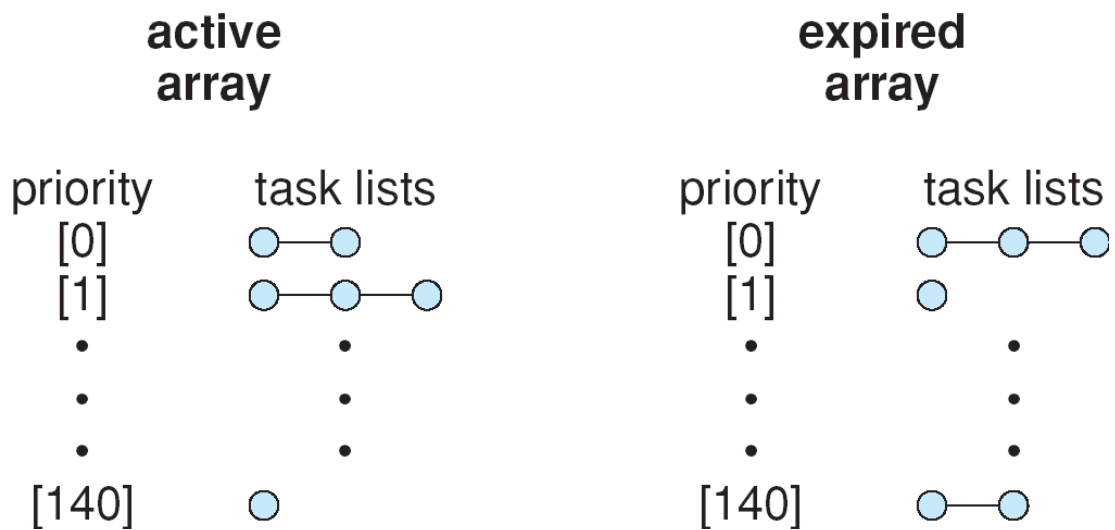 active
array
expired
array
priority task lists
[0]
[1]
[140]
priority task lists
[0]
[1]
[140]